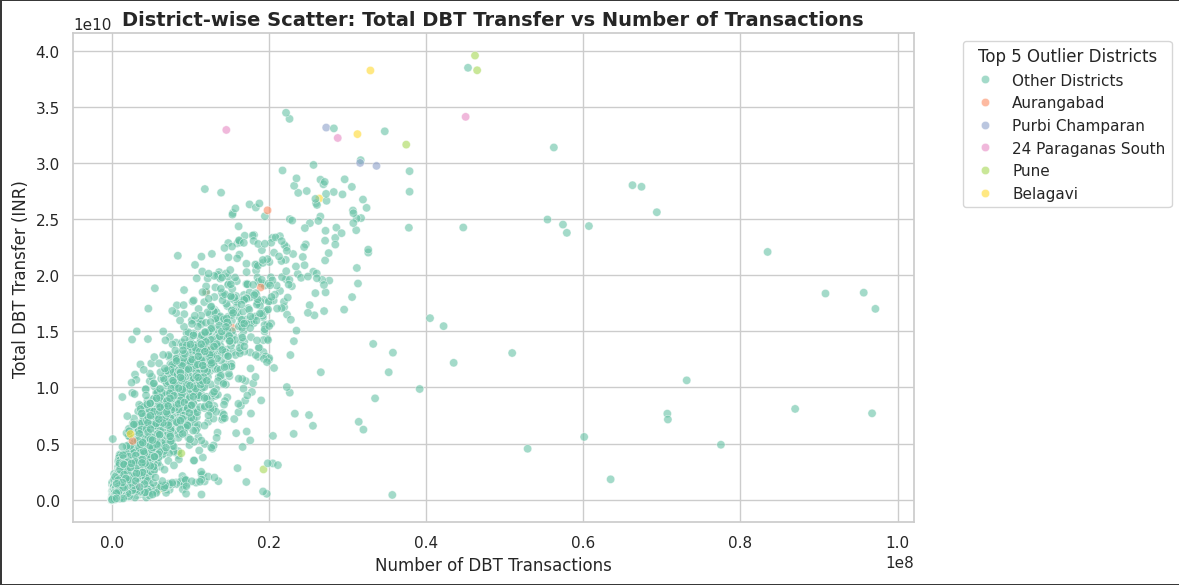 District-wise Scatter: Total DBT Transfer vs Number of Transactions
1e10
4.0
3.5
3.0
2.5
2.0
1.5
1.0
0.5
0.0
Total DBT Transfer (INR)
0.0 0.2 0.4 0.6 0.8 1.0
1e8
Number of DBT Transactions
Top 5 Outlier Districts
Other Districts
Aurangabad
Purbi Champaran
24 Paraganas South
Pune
Belagavi